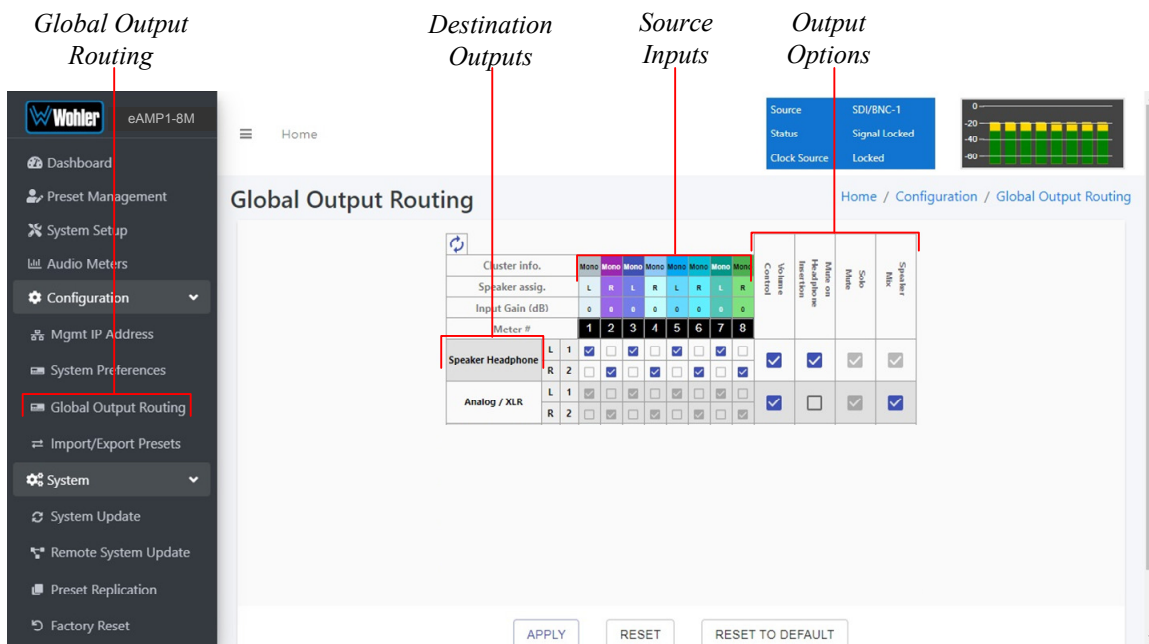 Global Output
Routing
Destination
Outputs
Source
Inputs
Output
Options
Wohler
eAMP1-8M
Dashboard
Preset Management
System Setup
Audio Meters
Configuration
Mgmt IP Address
System Preferences
Global Output Routing
Import/Export Presets
System
System Update
Remote System Update
Preset Replication
Factory Reset
Home
Source SDI/BNC-1
Status Signal Locked
Clock Source Locked
0
-20
-40
-60
Global Output Routing
Home / Configuration / Global Output Routing
Cluster info. Mono Mono Mono Mono Mono Mono Mono Mono
Speaker assig. L R L R L R L R
Input Gain (dB) 0 0 0 0 0 0 0 0
Meter # 1 2 3 4 5 6 7 8
Volume
Control
Mute on
Headphone
Insertion
Solo
Mute
Speaker
Mix
Speaker Headphone
L 1
R 2
Analog / XLR
L 1
R 2
APPLY
RESET
RESET TO DEFAULT